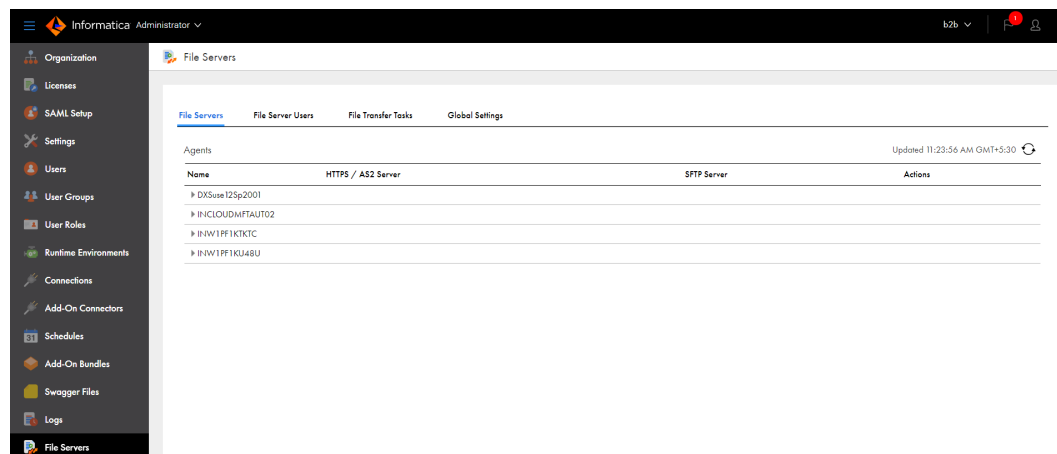 Informatica Administrator
b2b
1
Organization
Licenses
SAML Setup
Settings
Users
User Groups
User Roles
Runtime Environments
Connections
Add-On Connectors
31 Schedules
Add-On Bundles
Swagger Files
Logs
File Servers
File Servers
File Servers File Server Users File Transfer Tasks Global Settings
Agents Updated 11:23:56 AM GMT+5:30
Name HTTPS / AS2 Server SFTP Server Actions
DXSuse12Sp2001
INCLOUDMFTAUT02
INW1PF1KTKTC
INW1PF1KU48U